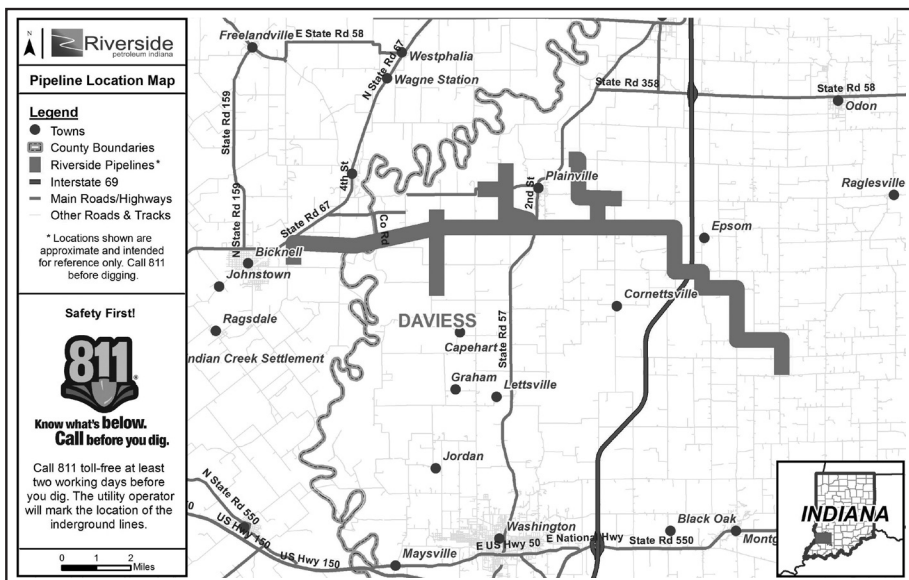 N
Riverside
petroleum indiana
Pipeline Location Map
Legend
Towns
County Boundaries
Riverside Pipelines*
Interstate 69
Main Roads/Highways
Other Roads & Tracks
* Locations shown are
approximate and intended
for reference only. Call 811
before digging.
Safety First!
811
Know what's below.
Call before you dig.
Call 811 toll-free at least
two working days before
you dig. The utility operator
will mark the location of the
inderground lines.
0 1 2
Miles
Freelandville
E State Rd 58
N State Rd 67
Westphalia
Wagne Station
State Rd 159
State Rd 358
State Rd 58
Odon
4th St
Plainville
2nd St
Raglesville
N State Rd 159
State Rd 67
Co Rd
Epsom
Bicknell
Johnstown
Cornettsville
Ragsdale
DAVIESS
Capehart
State Rd 57
ndian Creek Settlement
Graham
Lettsville
Jordan
N State Rd 550
50
US Hwy 150
US Hwy 150
Maysville
Washington
E US Hwy 50
E National Hwy
State Rd 550
Black Oak
Montg
INDIANA